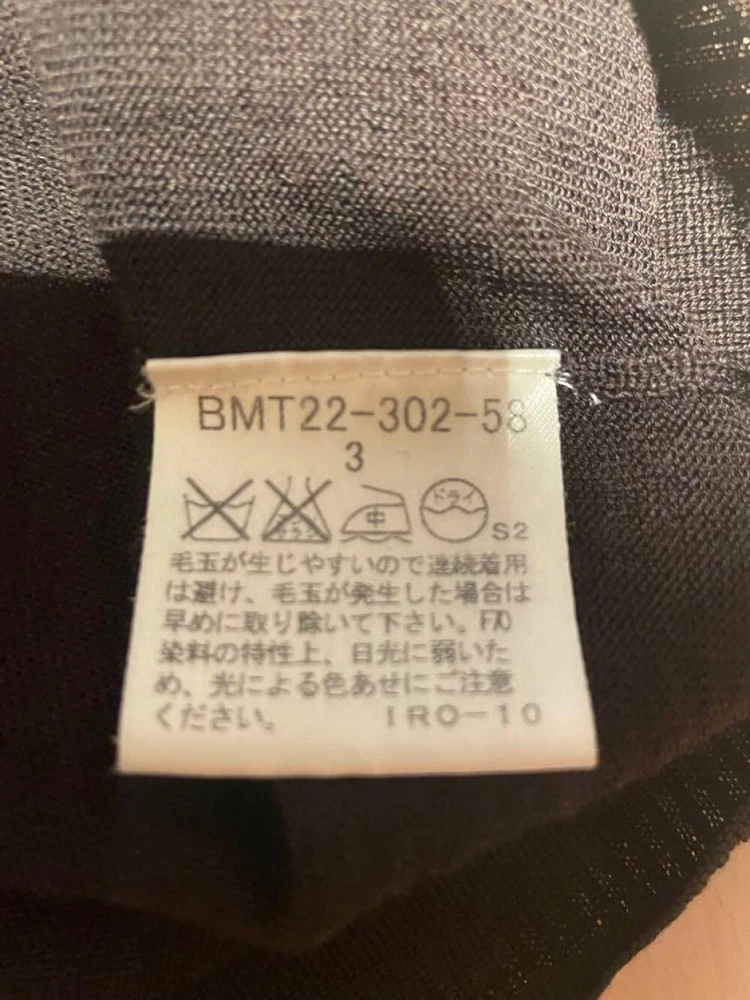 BMT22-302-58
3
中 ドライ S2
毛玉が生じやすいので連続着用
は避け、毛玉が発生した場合は
早めに取り除いて下さい。F/O
染料の特性上、日光に弱いた
め、光による色あせにご注意
ください。 IRO-10